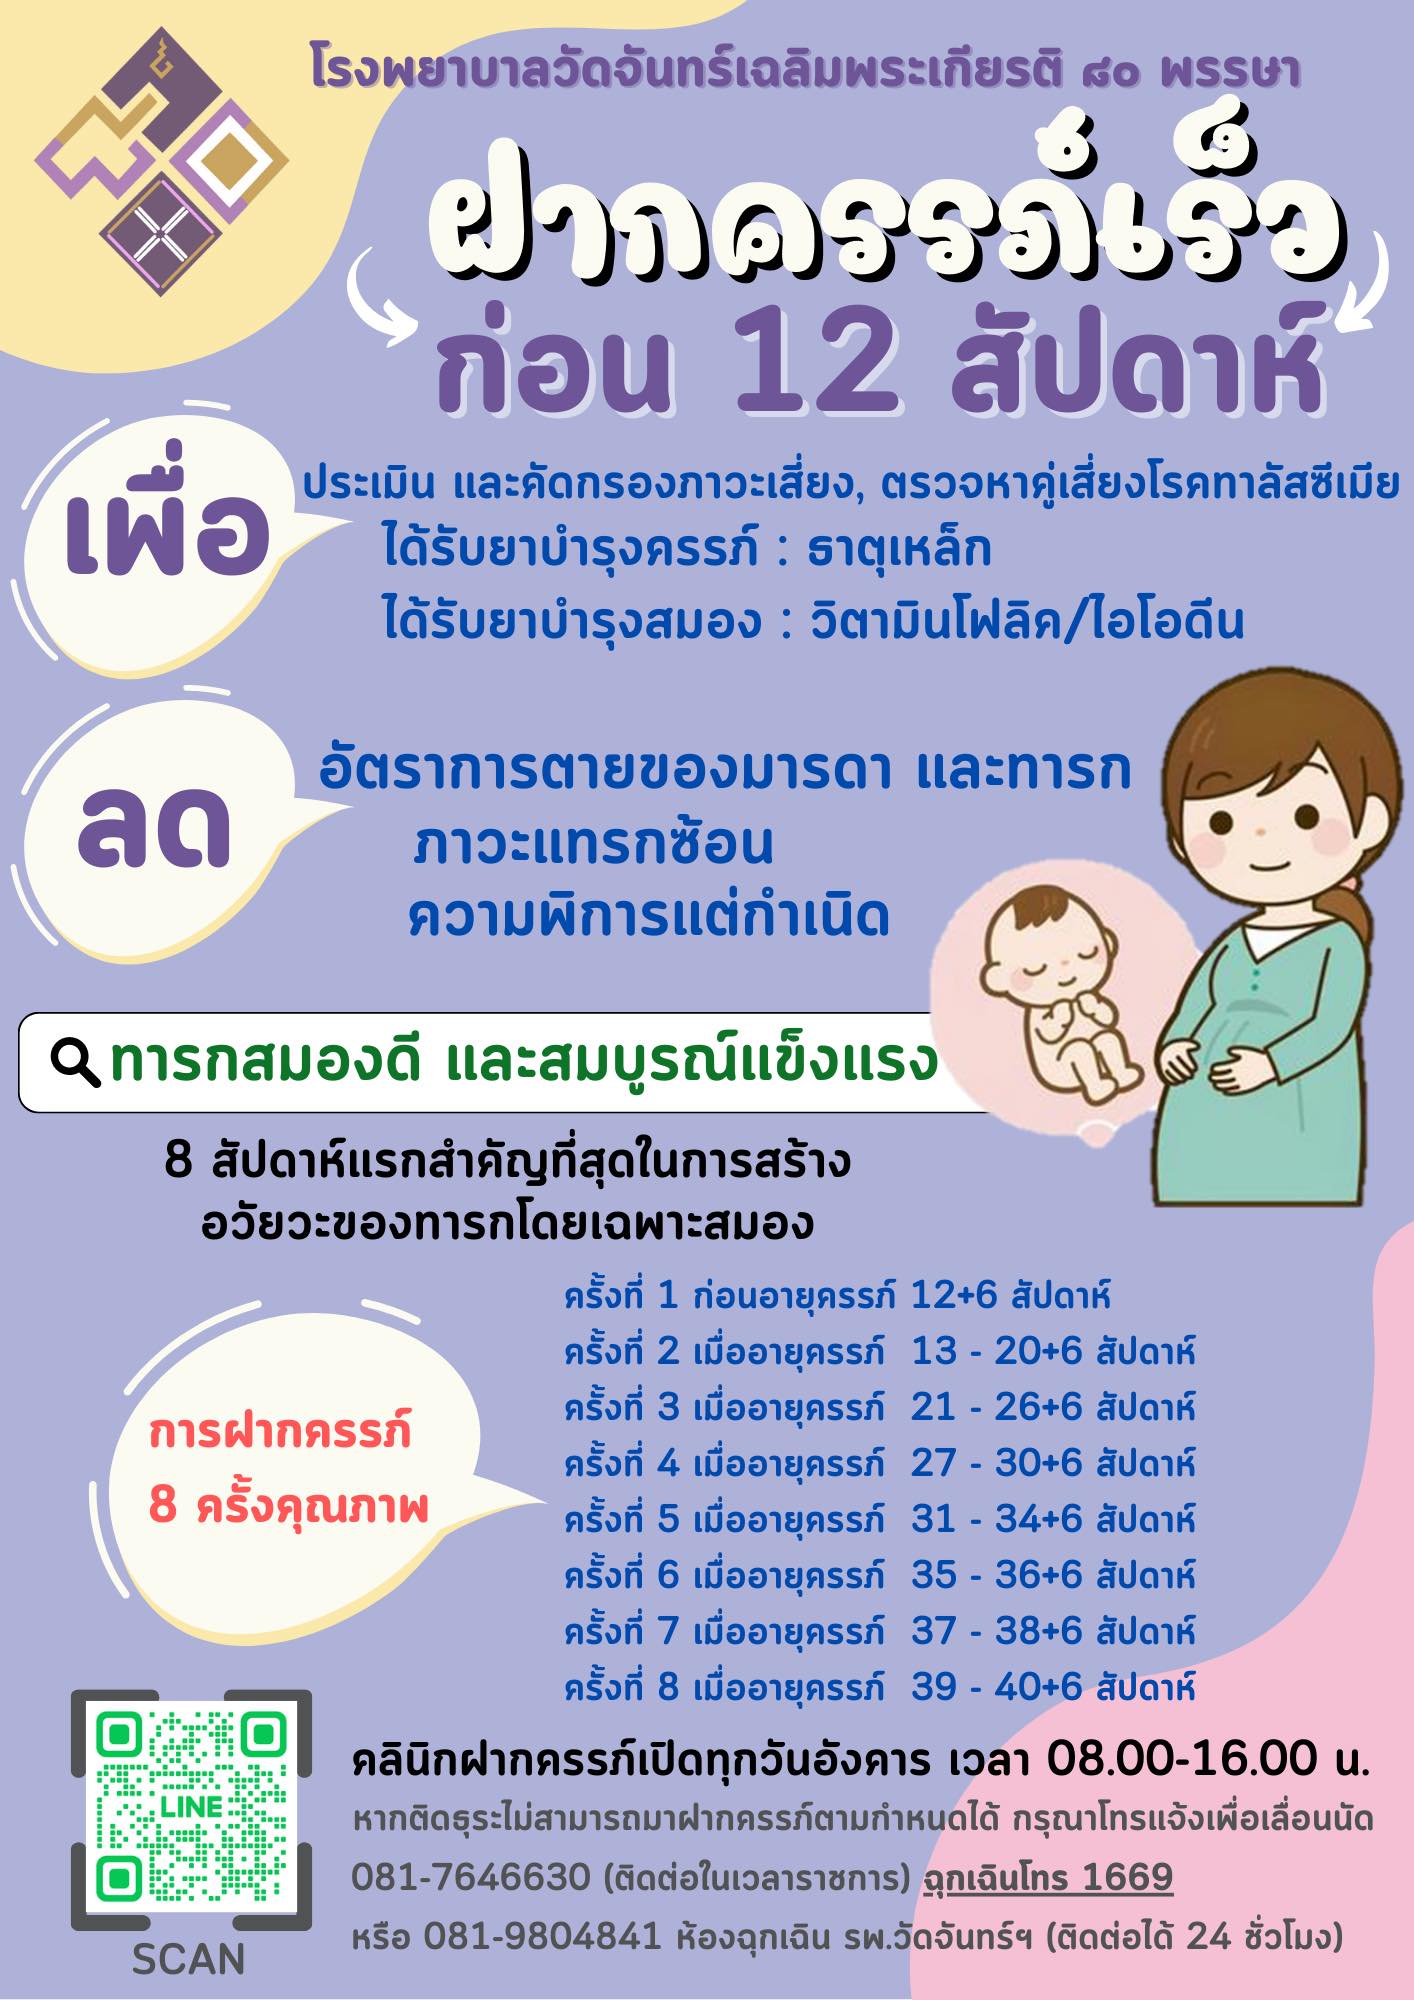 โรงพยาบาลวัดจันทร์เฉลิมพระเกียรติ ๘๐ พรรษา
ฝากครรภ์เร็ว
ก่อน 12 สัปดาห์
เพื่อ
ประเมิน และคัดกรองภาวะเสี่ยง, ตรวจหาคู่เสี่ยงโรคทาลัสซีเมีย
ได้รับยาบำรุงครรภ์ : ธาตุเหล็ก
ได้รับยาบำรุงสมอง : วิตามินโฟลิค/ไอโอดีน
ลด
อัตราการตายของมารดา และทารก
ภาวะแทรกซ้อน
ความพิการแต่กำเนิด
ทารกสมองดี และสมบูรณ์แข็งแรง
8 สัปดาห์แรกสำคัญที่สุดในการสร้าง
อวัยวะของทารกโดยเฉพาะสมอง
การฝากครรภ์
8 ครั้งคุณภาพ
ครั้งที่ 1 ก่อนอายุครรภ์ 12+6 สัปดาห์
ครั้งที่ 2 เมื่ออายุครรภ์ 13 - 20+6 สัปดาห์
ครั้งที่ 3 เมื่ออายุครรภ์ 21 - 26+6 สัปดาห์
ครั้งที่ 4 เมื่ออายุครรภ์ 27 - 30+6 สัปดาห์
ครั้งที่ 5 เมื่ออายุครรภ์ 31 - 34+6 สัปดาห์
ครั้งที่ 6 เมื่ออายุครรภ์ 35 - 36+6 สัปดาห์
ครั้งที่ 7 เมื่ออายุครรภ์ 37 - 38+6 สัปดาห์
ครั้งที่ 8 เมื่ออายุครรภ์ 39 - 40+6 สัปดาห์
LINE
SCAN
คลินิกฝากครรภ์เปิดทุกวันอังคาร เวลา 08.00-16.00 น.
หากติดธุระไม่สามารถมาฝากครรภ์ตามกำหนดได้ กรุณาโทรแจ้งเพื่อเลื่อนนัด
081-7646630 (ติดต่อในเวลาราชการ) ฉุกเฉินโทร 1669
หรือ 081-9804841 ห้องฉุกเฉิน รพ.วัดจันทร์ฯ (ติดต่อได้ 24 ชั่วโมง)